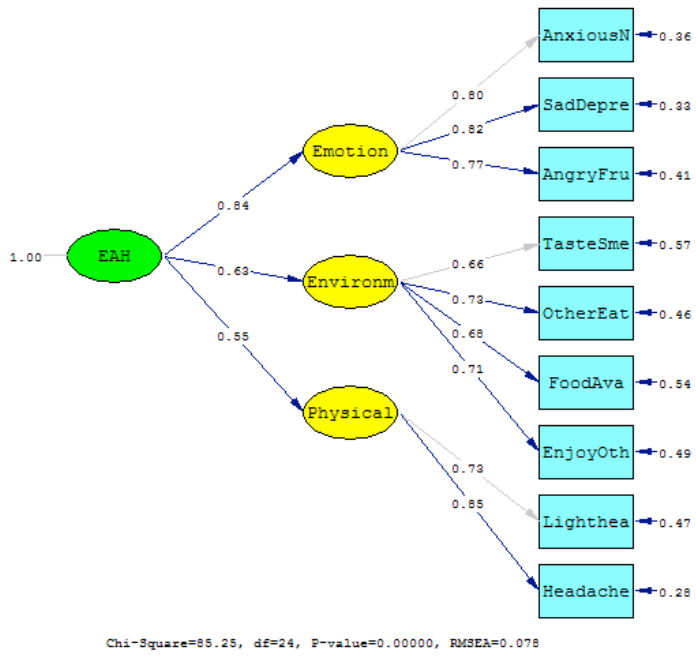 AnxiousN
0.36
0.80
SadDepre
0.33
0.82
Emotion
0.77
AngryFru
0.41
0.84
TasteSme
0.57
1.00
EAH
0.66
0.63
Environm
0.73
OtherEat
0.46
0.68
0.55
0.71
FoodAva
0.54
Physical
EnjoyOth
0.49
0.73
0.85
Lighthea
0.47
Headache
0.28
Chi-Square=85.25, df=24, P-value=0.00000, RMSEA=0.078